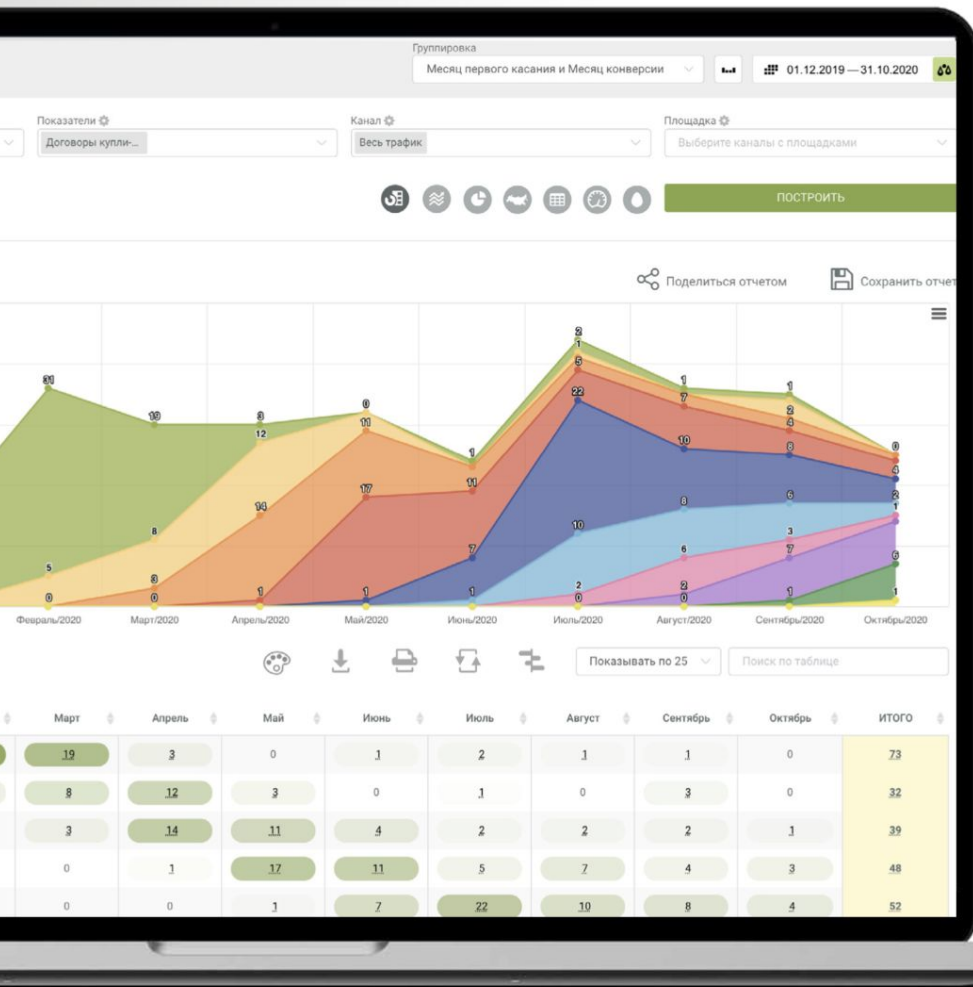 Группировка
Месяц первого касания и Месяц конверсии
01.12.2019 — 31.10.2020
Показатели
Канал
Площадка
Договоры купли-...
Весь трафик
Выберите каналы с площадками
ПОСТРОИТЬ
Поделиться отчетом
Сохранить отчет
2
1
5
22
10
2
0
31
5
0
19
8
3
0
3
12
14
1
0
11
17
1
1
11
7
1
1
7
10
8
6
2
0
1
2
4
8
6
3
7
1
0
4
2
1
6
1
Февраль/2020 Март/2020 Апрель/2020 Май/2020 Июнь/2020 Июль/2020 Август/2020 Сентябрь/2020 Октябрь/2020
Показывать по 25
Поиск по таблице
Март Апрель Май Июнь Июль Август Сентябрь Октябрь ИТОГО
19 3 0 1 2 1 1 0 73
8 12 3 0 1 0 3 0 32
3 14 11 4 2 2 2 1 39
0 1 17 11 5 7 4 3 48
0 0 1 7 22 10 8 4 52